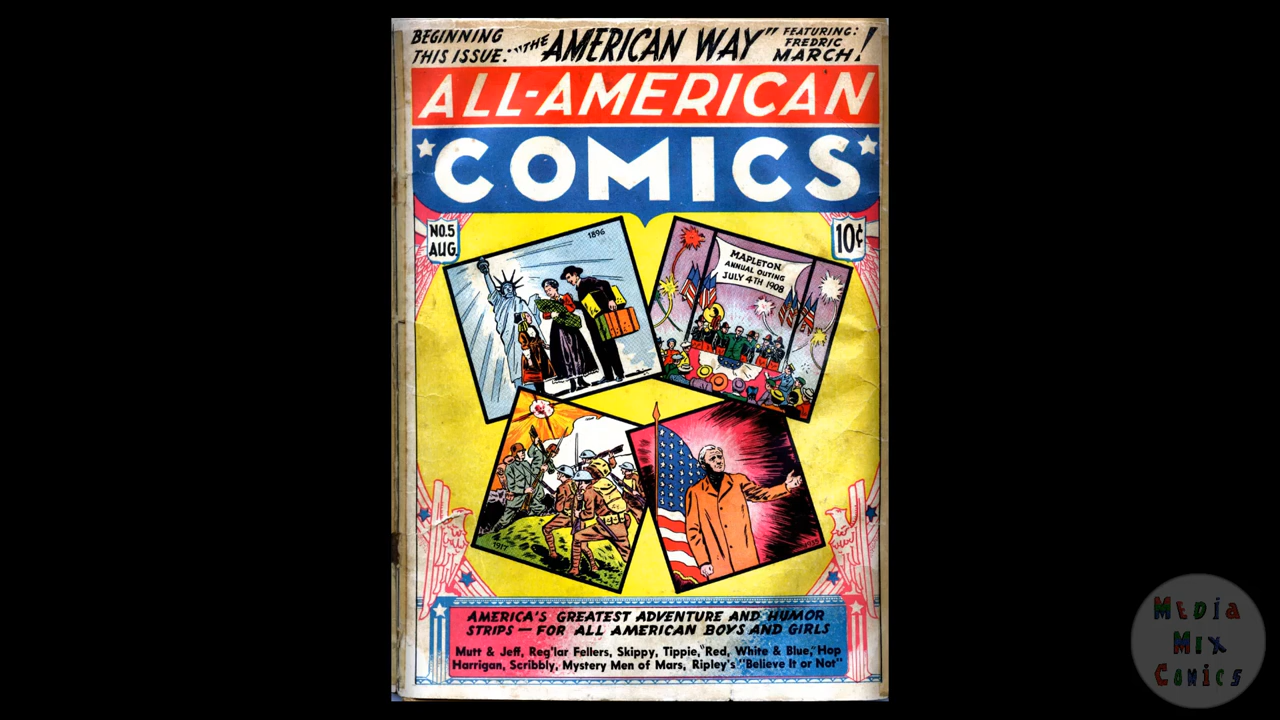 BEGINNING
THIS ISSUE: "THE AMERICAN WAY" FEATURING:
FREDRIC
MARCH!
ALL-AMERICAN
COMICS
NO.5
AUG.
10¢
1896
MAPLETON
ANNUAL OUTING
JULY 4TH 1908
1917
AMERICA'S GREATEST ADVENTURE AND HUMOR
STRIPS — FOR ALL AMERICAN BOYS AND GIRLS
Mutt & Jeff, Reg'lar Fellers, Skippy, Tippie, "Red, White & Blue," Hop
Harrigan, Scribbly, Mystery Men of Mars, Ripley's "Believe It or Not"
MEDiA
MiX
COMiCS